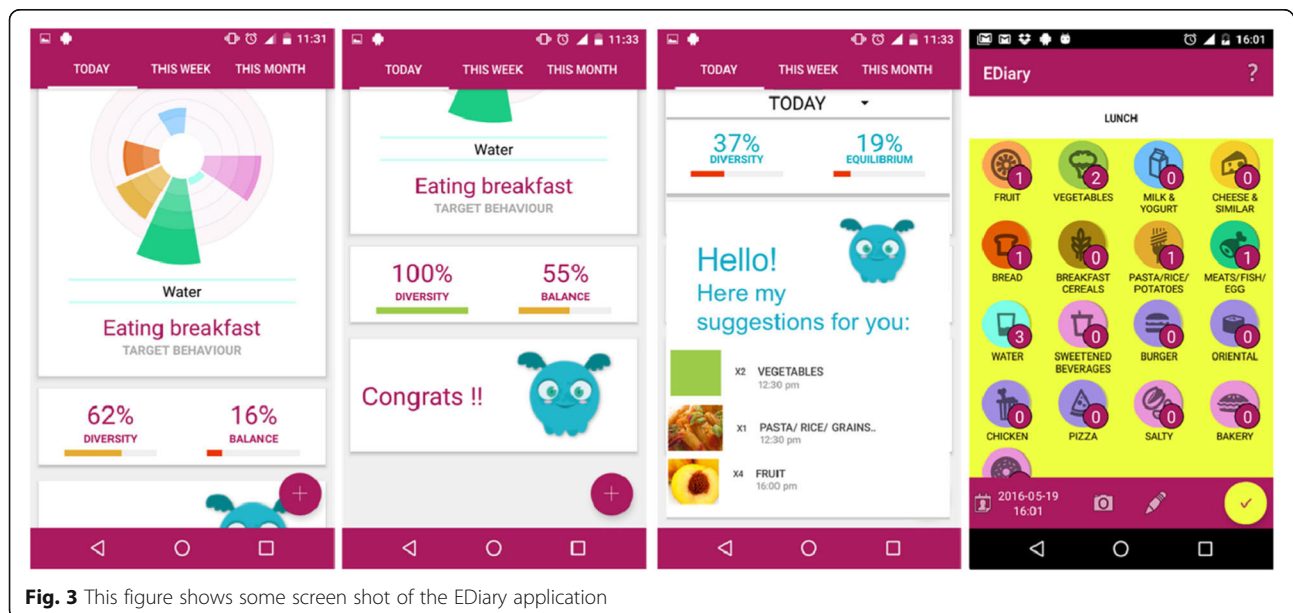 11:31
TODAY THIS WEEK THIS MONTH
Water
Eating breakfast
TARGET BEHAVIOUR
62% 16%
DIVERSITY BALANCE
+
11:33
TODAY THIS WEEK THIS MONTH
Water
Eating breakfast
TARGET BEHAVIOUR
100% 55%
DIVERSITY BALANCE
Congrats !!
+
11:33
TODAY THIS WEEK THIS MONTH
TODAY
37% 19%
DIVERSITY EQUILIBRIUM
Hello!
Here my
suggestions for you:
X2 VEGETABLES
12:30 pm
X1 PASTA/ RICE/ GRAINS..
12:30 pm
X4 FRUIT
16:00 pm
16:01
EDiary ?
LUNCH
1 2 0 0
FRUIT VEGETABLES MILK & YOGURT CHEESE & SIMILAR
1 0 1 1
BREAD BREAKFAST CEREALS PASTA/RICE/ POTATOES MEATS/FISH/ EGG
3 0 0 0
WATER SWEETENED BEVERAGES BURGER ORIENTAL
0 0 0 0
CHICKEN PIZZA SALTY BAKERY
2016-05-19
16:01
Fig. 3 This figure shows some screen shot of the EDiary application